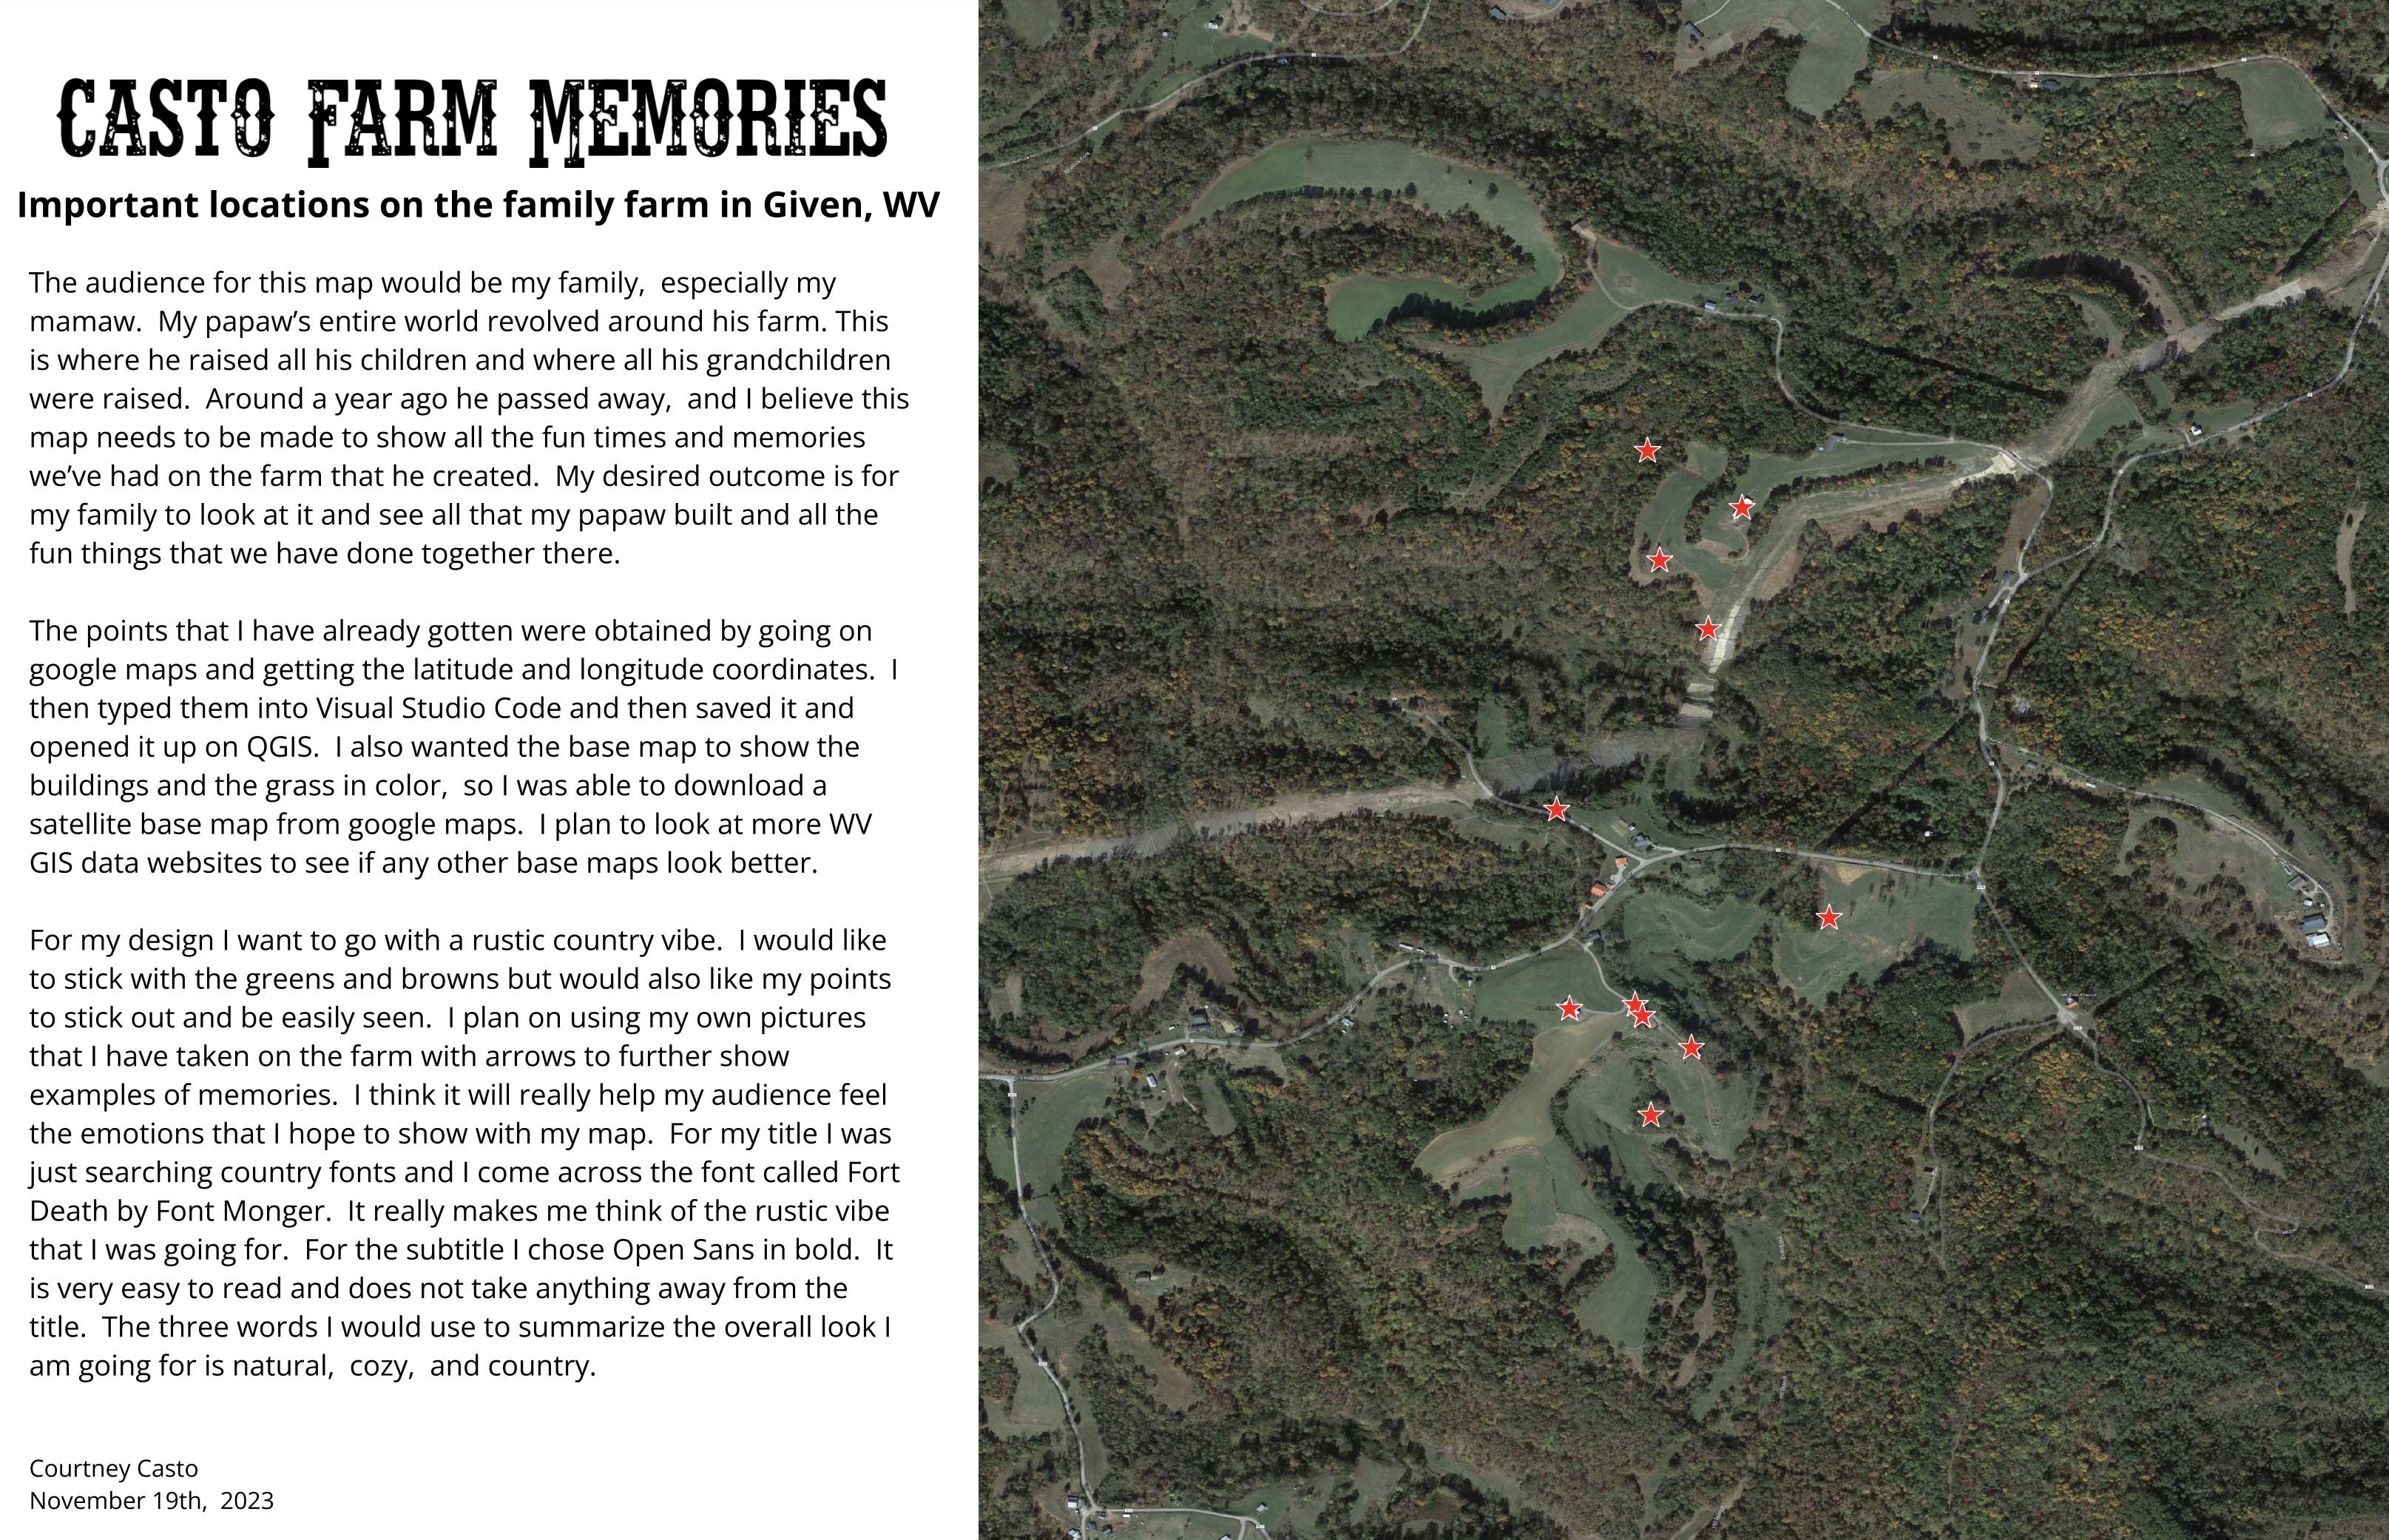 CASTO FARM MEMORIES
Important locations on the family farm in Given, WV
The audience for this map would be my family,  especially my
mamaw.  My papaw’s entire world revolved around his farm. This
is where he raised all his children and where all his grandchildren
were raised.  Around a year ago he passed away,  and I believe this
map needs to be made to show all the fun times and memories
we’ve had on the farm that he created.  My desired outcome is for
my family to look at it and see all that my papaw built and all the
fun things that we have done together there.
The points that I have already gotten were obtained by going on
google maps and getting the latitude and longitude coordinates.  I
then typed them into Visual Studio Code and then saved it and
opened it up on QGIS.  I also wanted the base map to show the
buildings and the grass in color,  so I was able to download a
satellite base map from google maps.  I plan to look at more WV
GIS data websites to see if any other base maps look better.
For my design I want to go with a rustic country vibe.  I would like
to stick with the greens and browns but would also like my points
to stick out and be easily seen.  I plan on using my own pictures
that I have taken on the farm with arrows to further show
examples of memories.  I think it will really help my audience feel
the emotions that I hope to show with my map.  For my title I was
just searching country fonts and I come across the font called Fort
Death by Font Monger.  It really makes me think of the rustic vibe
that I was going for.  For the subtitle I chose Open Sans in bold.  It
is very easy to read and does not take anything away from the
title.  The three words I would use to summarize the overall look I
am going for is natural,  cozy,  and country.
Courtney Casto
November 19th,  2023